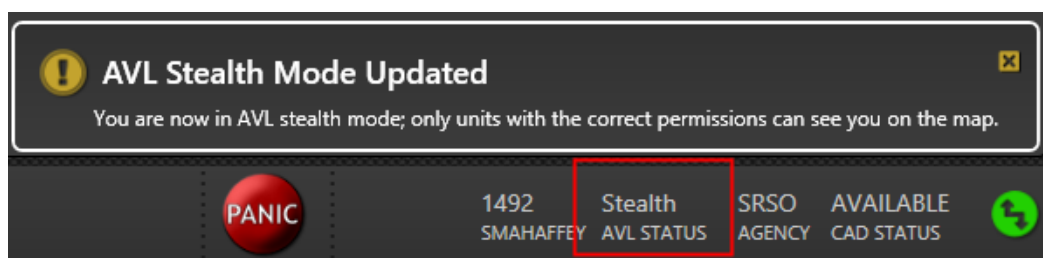 AVL Stealth Mode Updated
You are now in AVL stealth mode; only units with the correct permissions can see you on the map.
PANIC
1492 Stealth SRSO AVAILABLE
SMAHAFFEY AVL STATUS AGENCY CAD STATUS